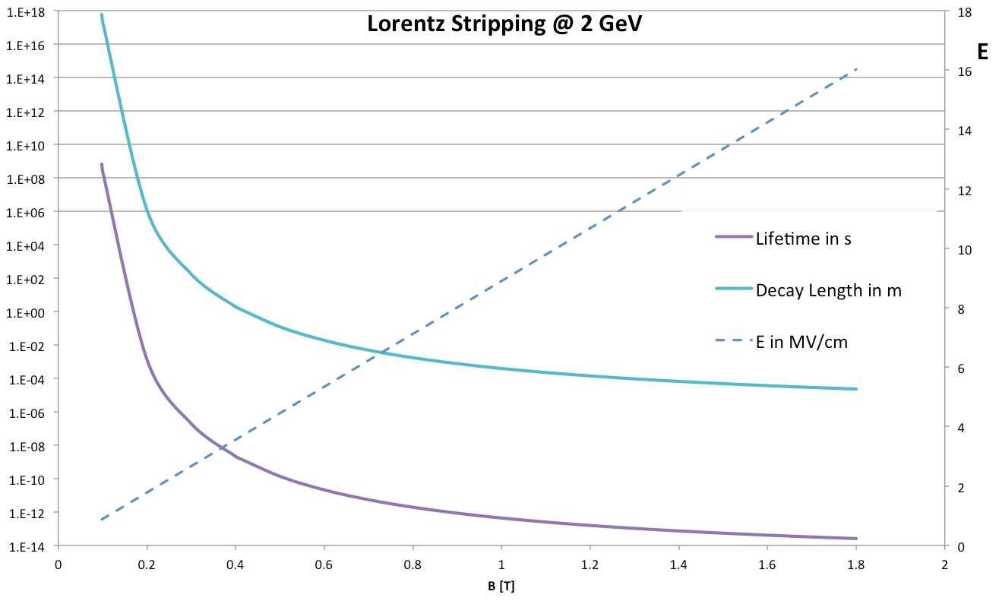 Lorentz Stripping @ 2 GeV
1.E+18
1.E+16
1.E+14
1.E+12
1.E+10
1.E+08
1.E+06
1.E+04
1.E+02
1.E+00
1.E-02
1.E-04
1.E-06
1.E-08
1.E-10
1.E-12
1.E-14
18
E
16
14
12
10
8
6
4
2
0
Lifetime in s
Decay Length in m
E in MV/cm
0 0.2 0.4 0.6 0.8 1 1.2 1.4 1.6 1.8 2
B [T]